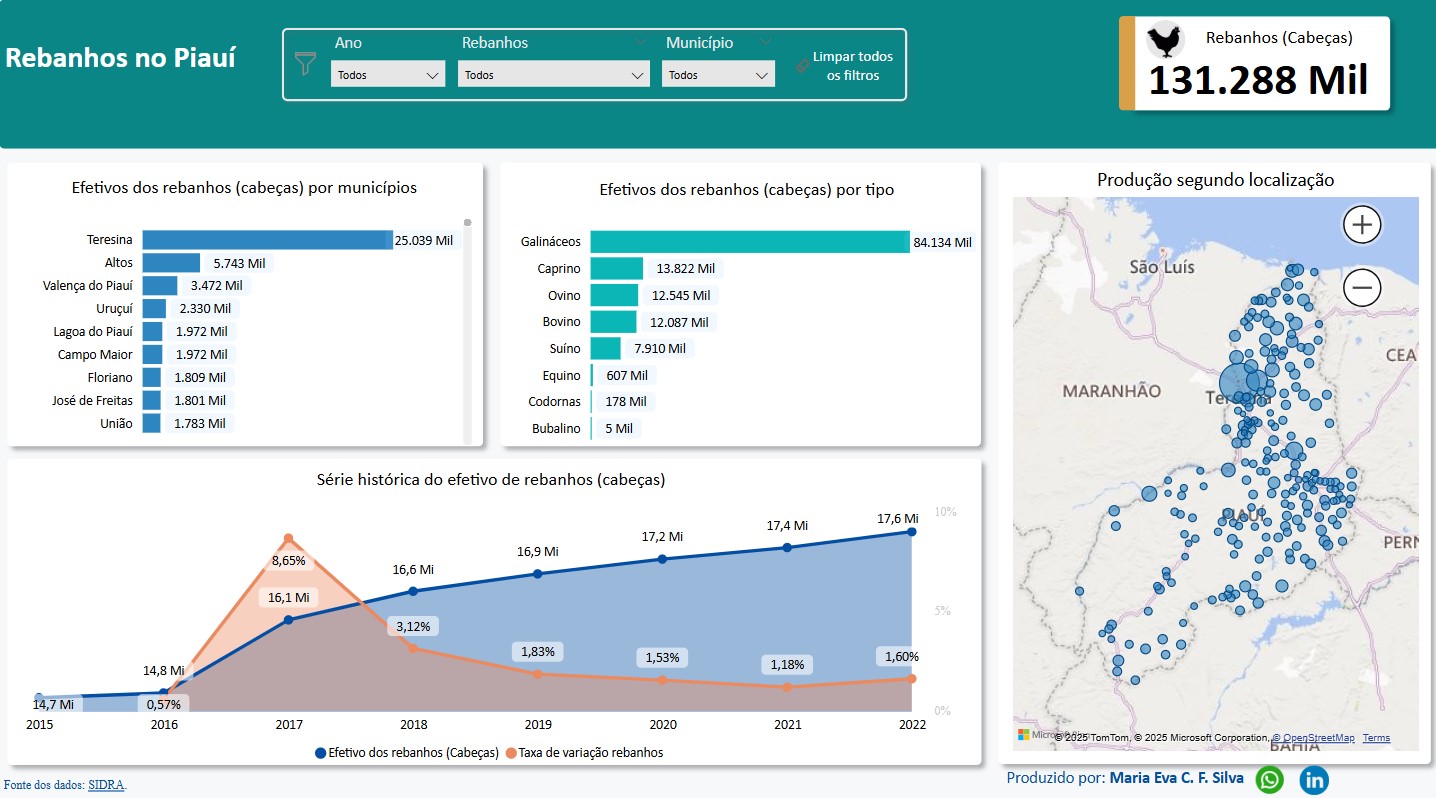 Rebanhos no Piauí
Ano
Todos
Rebanhos
Todos
Município
Todos
Limpar todos
os filtros
Rebanhos (Cabeças)
131.288 Mil
Efetivos dos rebanhos (cabeças) por municípios
Teresina 25.039 Mil
Altos 5.743 Mil
Valença do Piauí 3.472 Mil
Uruçuí 2.330 Mil
Lagoa do Piauí 1.972 Mil
Campo Maior 1.972 Mil
Floriano 1.809 Mil
José de Freitas 1.801 Mil
União 1.783 Mil
Efetivos dos rebanhos (cabeças) por tipo
Galináceos 84.134 Mil
Caprino 13.822 Mil
Ovino 12.545 Mil
Bovino 12.087 Mil
Suíno 7.910 Mil
Equino 607 Mil
Codornas 178 Mil
Bubalino 5 Mil
Produção segundo localização
São Luís
CEA
MARANHÃO
Teresina
PIAUÍ
PERN
BAHIA
© 2025 TomTom, © 2025 Microsoft Corporation, © OpenStreetMap Terms
Série histórica do efetivo de rebanhos (cabeças)
10%
5%
0%
14,7 Mi
14,8 Mi
16,1 Mi
16,6 Mi
16,9 Mi
17,2 Mi
17,4 Mi
17,6 Mi
0,57%
8,65%
3,12%
1,83%
1,53%
1,18%
1,60%
2015 2016 2017 2018 2019 2020 2021 2022
Efetivo dos rebanhos (Cabeças) Taxa de variação rebanhos
Fonte dos dados: SIDRA.
Produzido por: Maria Eva C. F. Silva
in